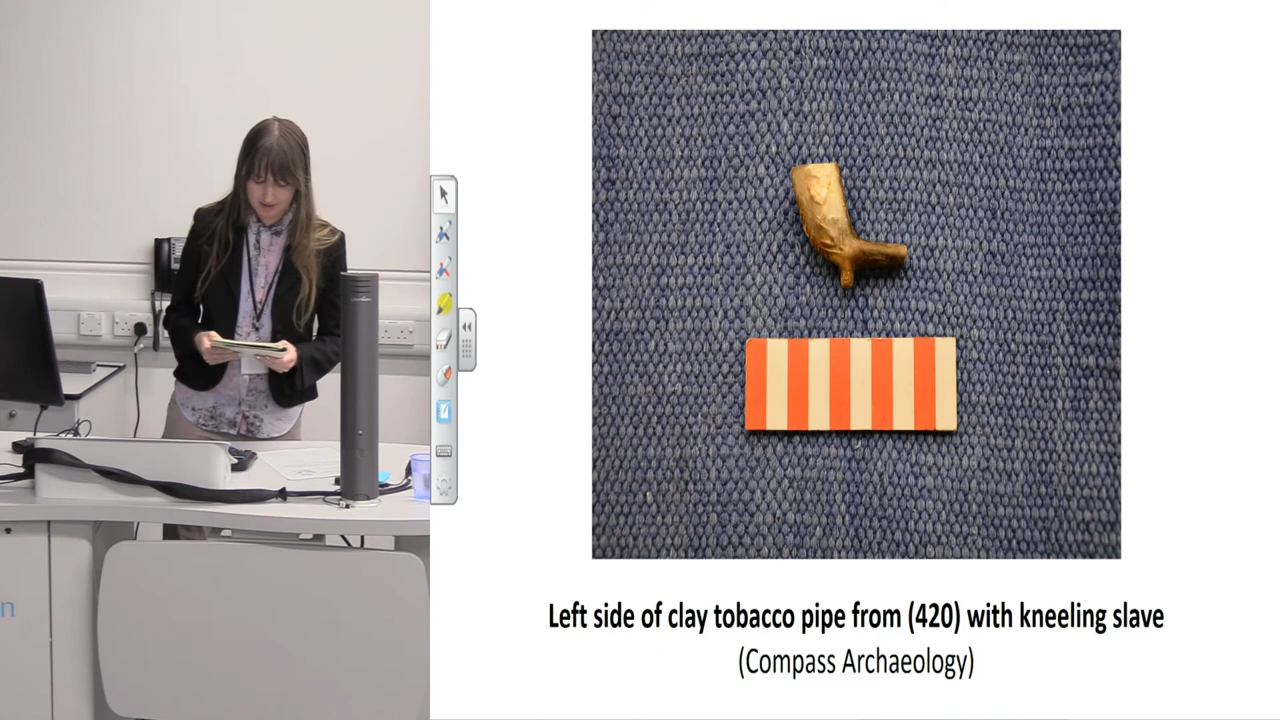 Left side of clay tobacco pipe from (420) with kneeling slave
(Compass Archaeology)
n